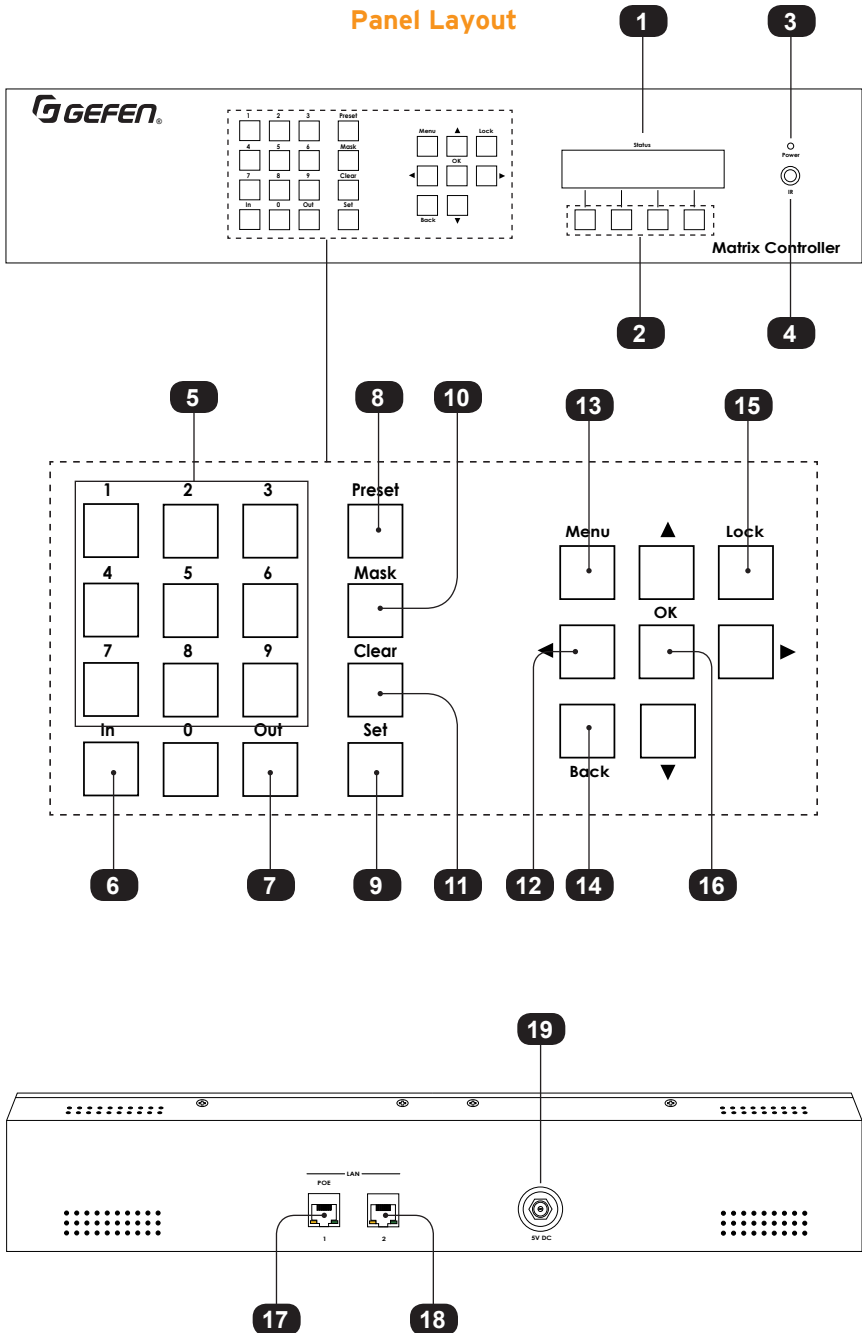 Panel Layout
1 3
GEFEN®
1 2 3 Preset
4 5 6 Mask
7 8 9 Clear
In 0 Out Set
Menu ▲ Lock
OK
◀ ▶
Back ▼
Status
Power
IR
Matrix Controller
2 4
5 8 10 13 15
1 2 3 Preset
4 5 6 Mask
7 8 9 Clear
In 0 Out Set
Menu ▲ Lock
OK
◀ ▶
Back ▼
6 7 9 11 12 14 16
19
LAN
POE
1 2
5V DC
17 18